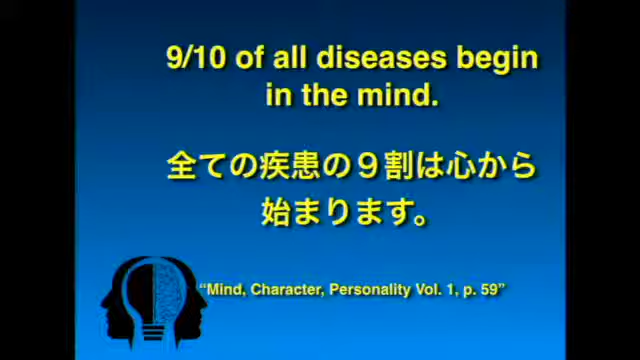 9/10 of all diseases begin
in the mind.
全ての疾患の９割は心から
始まります。
“Mind, Character, Personality Vol. 1, p. 59”